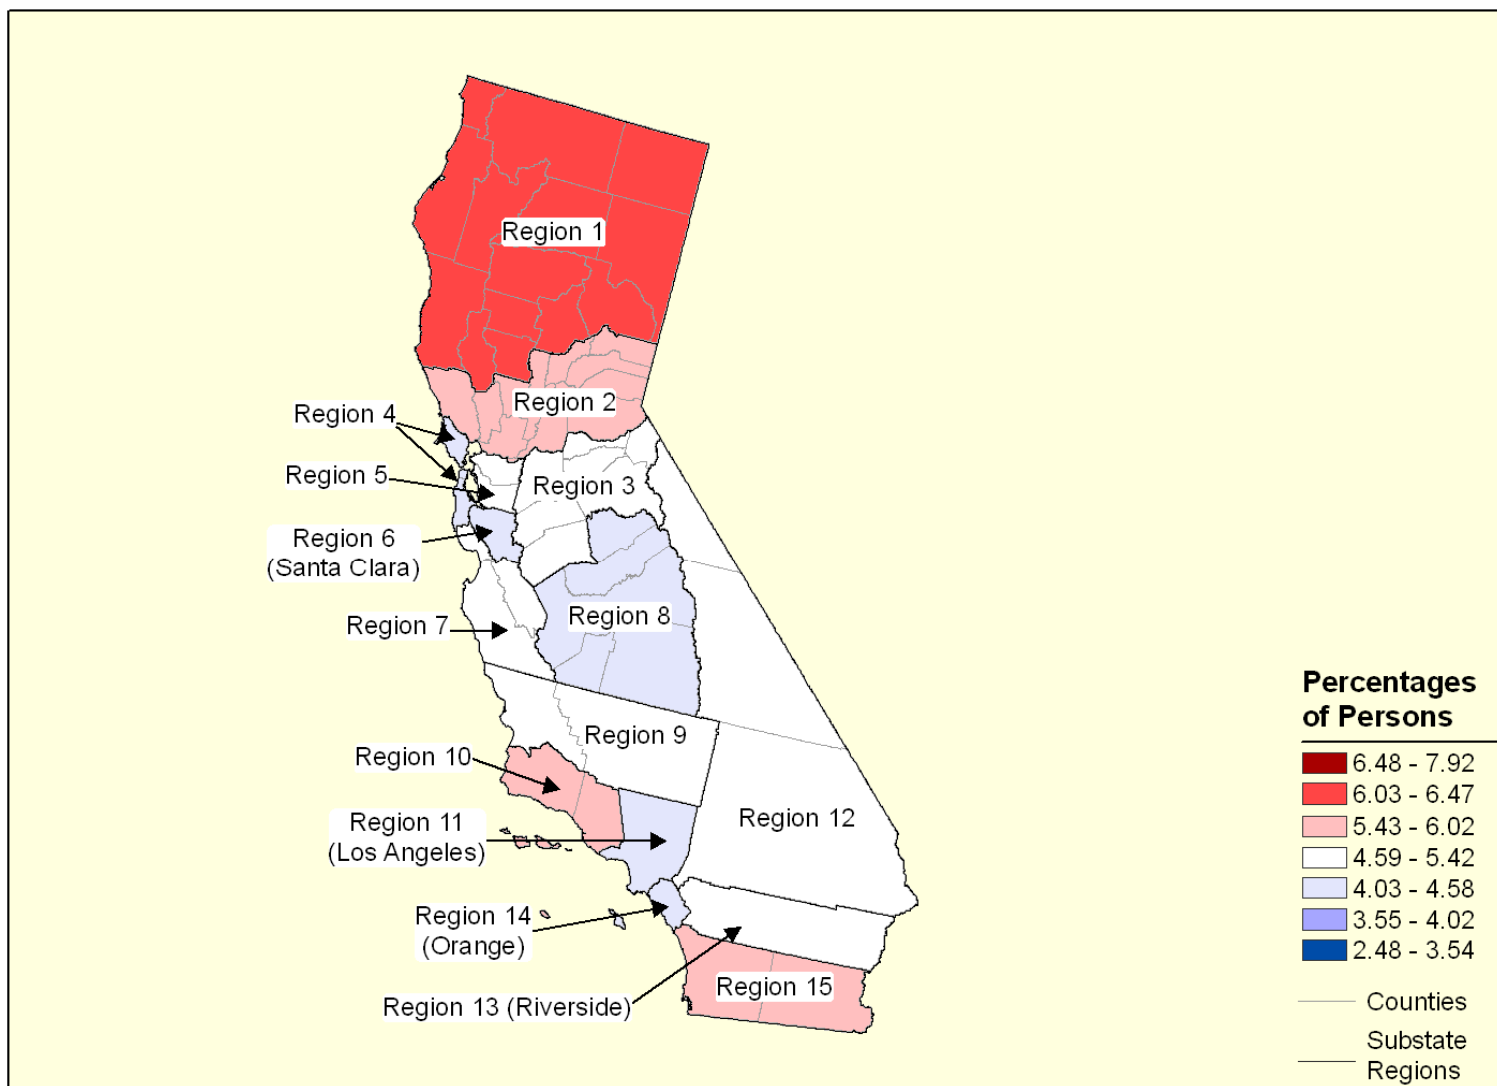 Region 1
Region 2
Region 4
Region 5
Region 3
Region 6
(Santa Clara)
Region 7
Region 8
Region 9
Region 10
Region 11
(Los Angeles)
Region 12
Region 14
(Orange)
Region 13 (Riverside)
Region 15
Percentages
of Persons
6.48 - 7.92
6.03 - 6.47
5.43 - 6.02
4.59 - 5.42
4.03 - 4.58
3.55 - 4.02
2.48 - 3.54
Counties
Substate
Regions